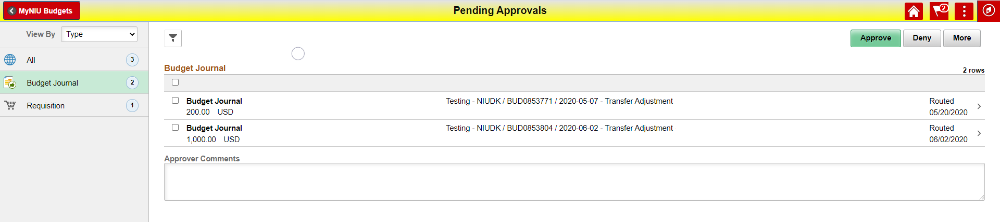 MyNIU Budgets
Pending Approvals
2
View By Type
All 3
Budget Journal 2
Requisition 1
Approve Deny More
Budget Journal
2 rows
Budget Journal Testing - NIUDK / BUD0853771 / 2020-05-07 - Transfer Adjustment Routed
200.00 USD 05/20/2020
Budget Journal Testing - NIUDK / BUD0853804 / 2020-06-02 - Transfer Adjustment Routed
1,000.00 USD 06/02/2020
Approver Comments